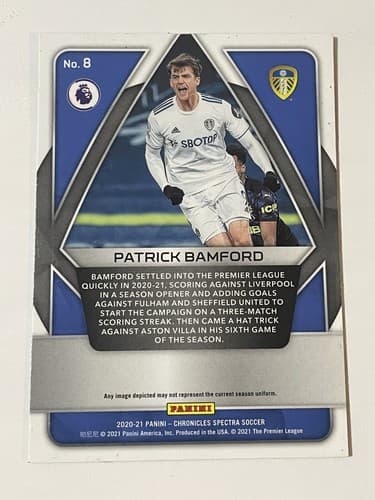 No. 8
SBOTOP
PATRICK BAMFORD
BAMFORD SETTLED INTO THE PREMIER LEAGUE
QUICKLY IN 2020-21, SCORING AGAINST LIVERPOOL
IN A SEASON OPENER AND ADDING GOALS
AGAINST FULHAM AND SHEFFIELD UNITED TO
START THE CAMPAIGN ON A THREE-MATCH
SCORING STREAK. THEN CAME A HAT TRICK
AGAINST ASTON VILLA IN HIS SIXTH GAME
OF THE SEASON.
Any image depicted may not represent the current season uniform.
PANINI
2020-21 PANINI – CHRONICLES SPECTRA SOCCER
帕尼尼 © 2021 Panini America, Inc. Produced in the USA. © 2021 The Premier League